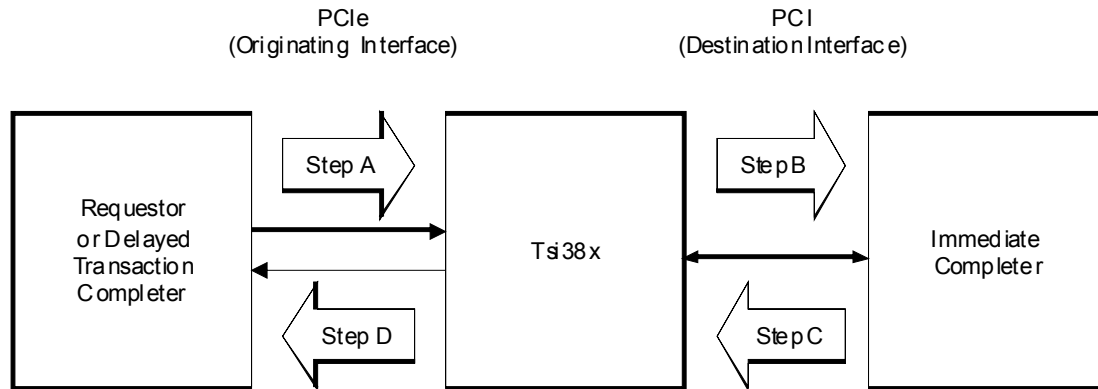 PCIe
(Originating Interface)
PCI
(Destination Interface)
Step A
Step B
Requestor
or Delayed
Transaction
Completer
Tsi38x
Immediate
Completer
Step D
Step C